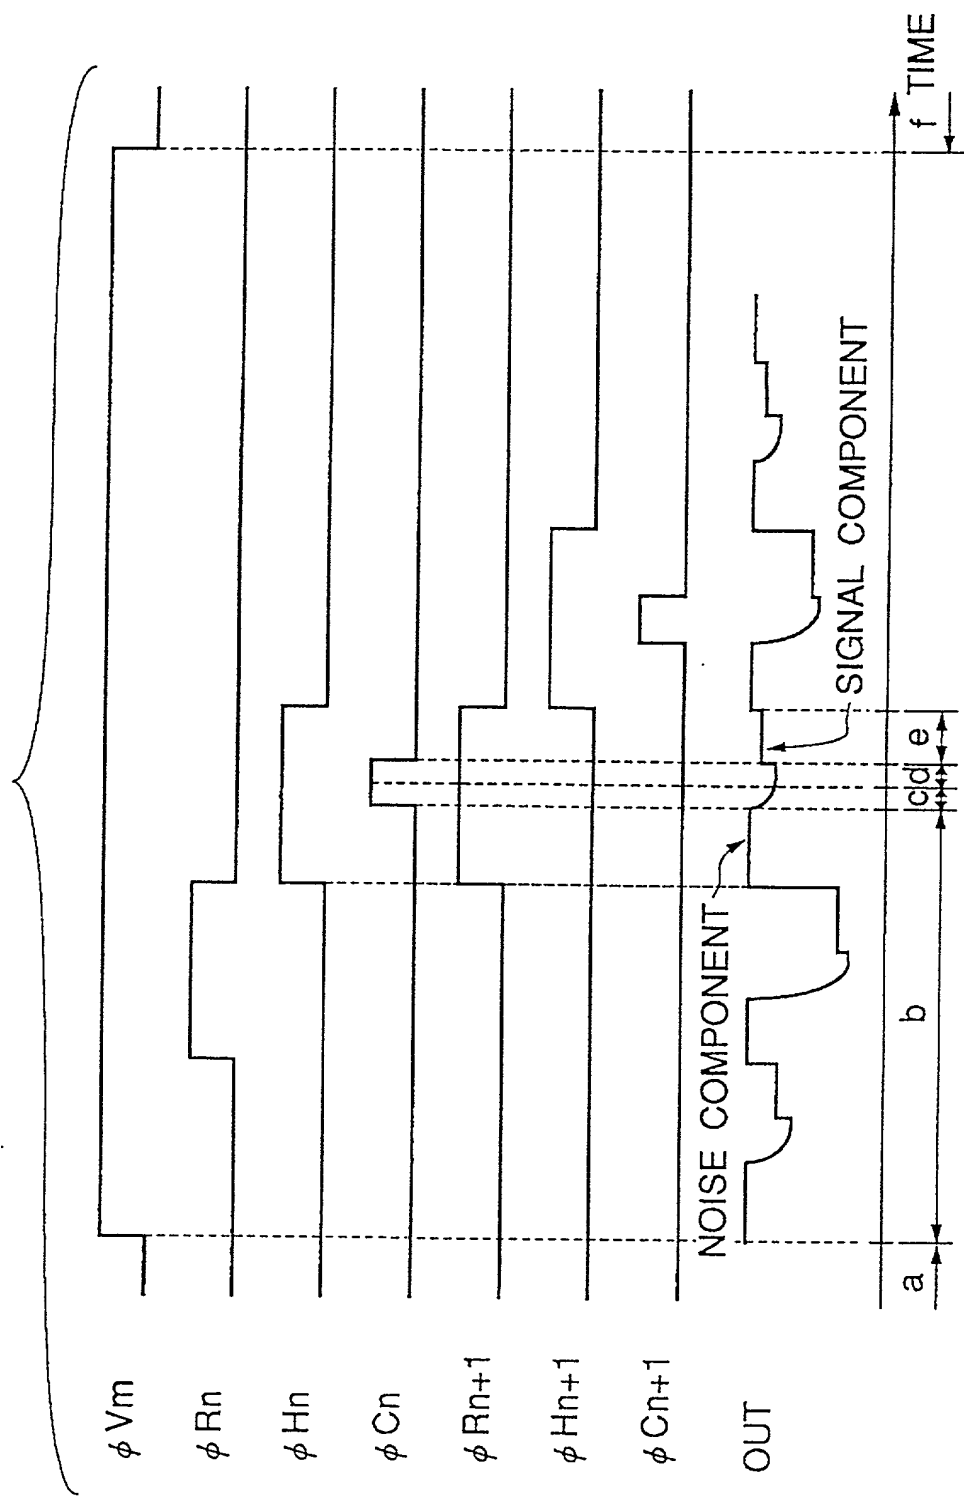 φVm
φRn
φHn
φCn
φRn+1
φHn+1
φCn+1
OUT
NOISE COMPONENT
SIGNAL COMPONENT
a
b
c
d
e
f
TIME